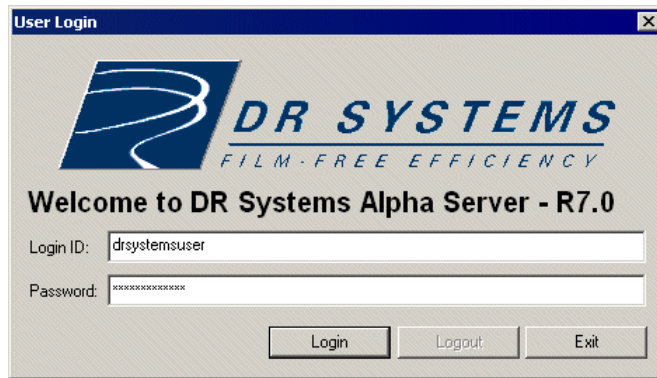 User Login
DR SYSTEMS
FILM-FREE EFFICIENCY
Welcome to DR Systems Alpha Server - R7.0
Login ID: drsystemsuser
Password: *************
Login Logout Exit